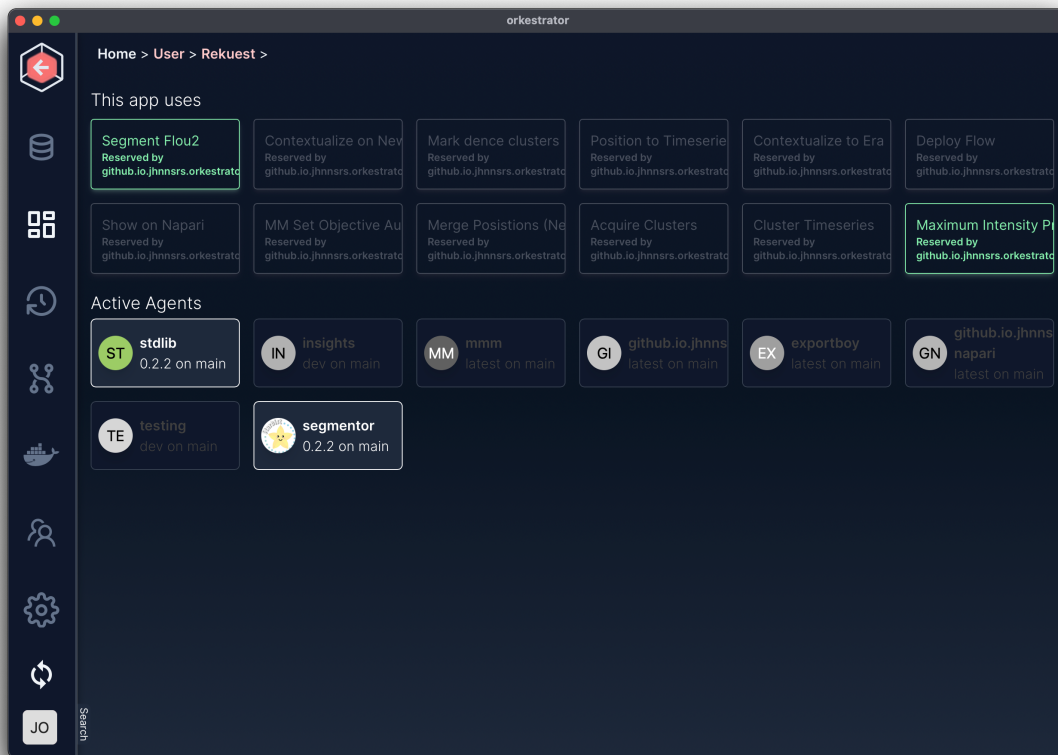 orkestrator
Home > User > Rekuest >
This app uses
Segment Flou2
Reserved by
github.io.jhnnsrs.orkestrato
Contextualize on New
Reserved by
github.io.jhnnsrs.orkestrato
Mark dence clusters
Reserved by
github.io.jhnnsrs.orkestrato
Position to Timeserie
Reserved by
github.io.jhnnsrs.orkestrato
Contextualize to Era
Reserved by
github.io.jhnnsrs.orkestrato
Deploy Flow
Reserved by
github.io.jhnnsrs.orkestrato
Show on Napari
Reserved by
github.io.jhnnsrs.orkestrato
MM Set Objective Au
Reserved by
github.io.jhnnsrs.orkestrato
Merge Posistions (Ne
Reserved by
github.io.jhnnsrs.orkestrato
Acquire Clusters
Reserved by
github.io.jhnnsrs.orkestrato
Cluster Timeseries
Reserved by
github.io.jhnnsrs.orkestrato
Maximum Intensity Pr
Reserved by
github.io.jhnnsrs.orkestrato
Active Agents
ST
stdlib
0.2.2 on main
IN
insights
dev on main
MM
mmm
latest on main
GI
github.io.jhnns
latest on main
EX
exportboy
latest on main
GN
github.io.jhnns
napari
latest on main
TE
testing
dev on main
segmentor
0.2.2 on main
Search
JO